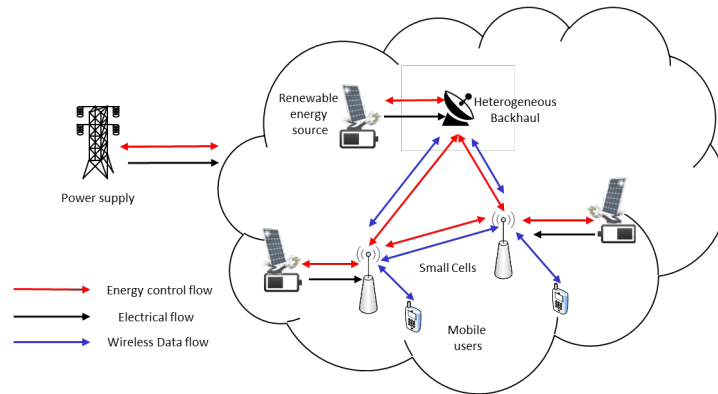 Renewable
energy
source
Heterogeneous
Backhaul
Power supply
Small Cells
Energy control flow
Electrical flow
Mobile
users
Wireless Data flow